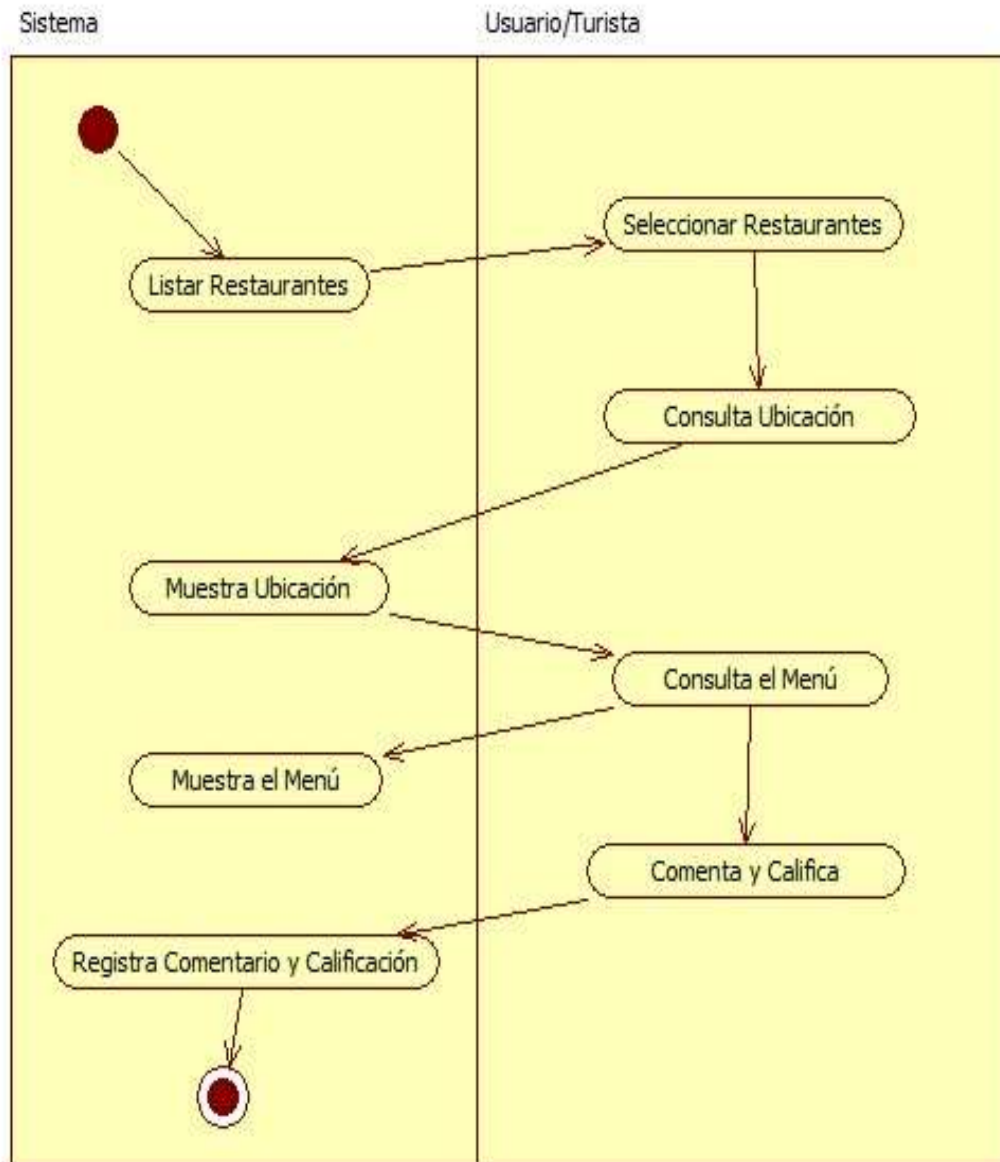 Sistema
Usuario/Turista
Seleccionar Restaurantes
Listar Restaurantes
Consulta Ubicación
Muestra Ubicación
Consulta el Menú
Muestra el Menú
Comenta y Califica
Registra Comentario y Calificación